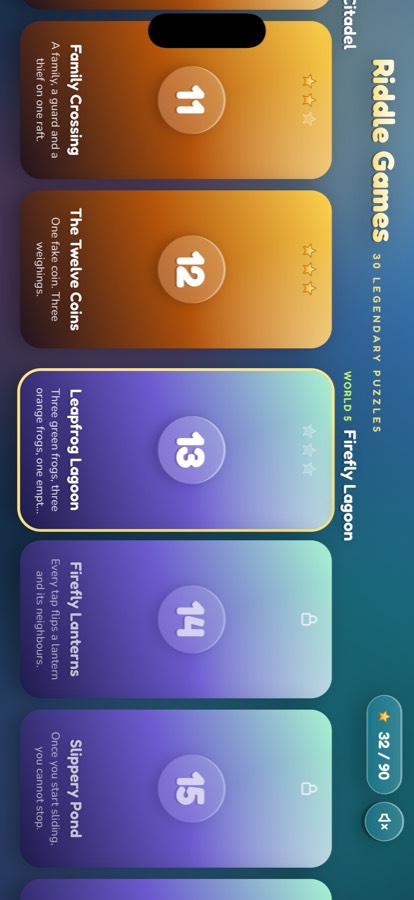 Riddle Games
30 LEGENDARY PUZZLES
32 / 90
Citadel
WORLD 5 Firefly Lagoon
11
Family Crossing
A family, a guard and a
thief on one raft.
12
The Twelve Coins
One fake coin. Three
weighings.
13
Leapfrog Lagoon
Three green frogs, three
orange frogs, one empt...
14
Firefly Lanterns
Every tap flips a lantern
and its neighbours.
15
Slippery Pond
Once you start sliding,
you cannot stop.